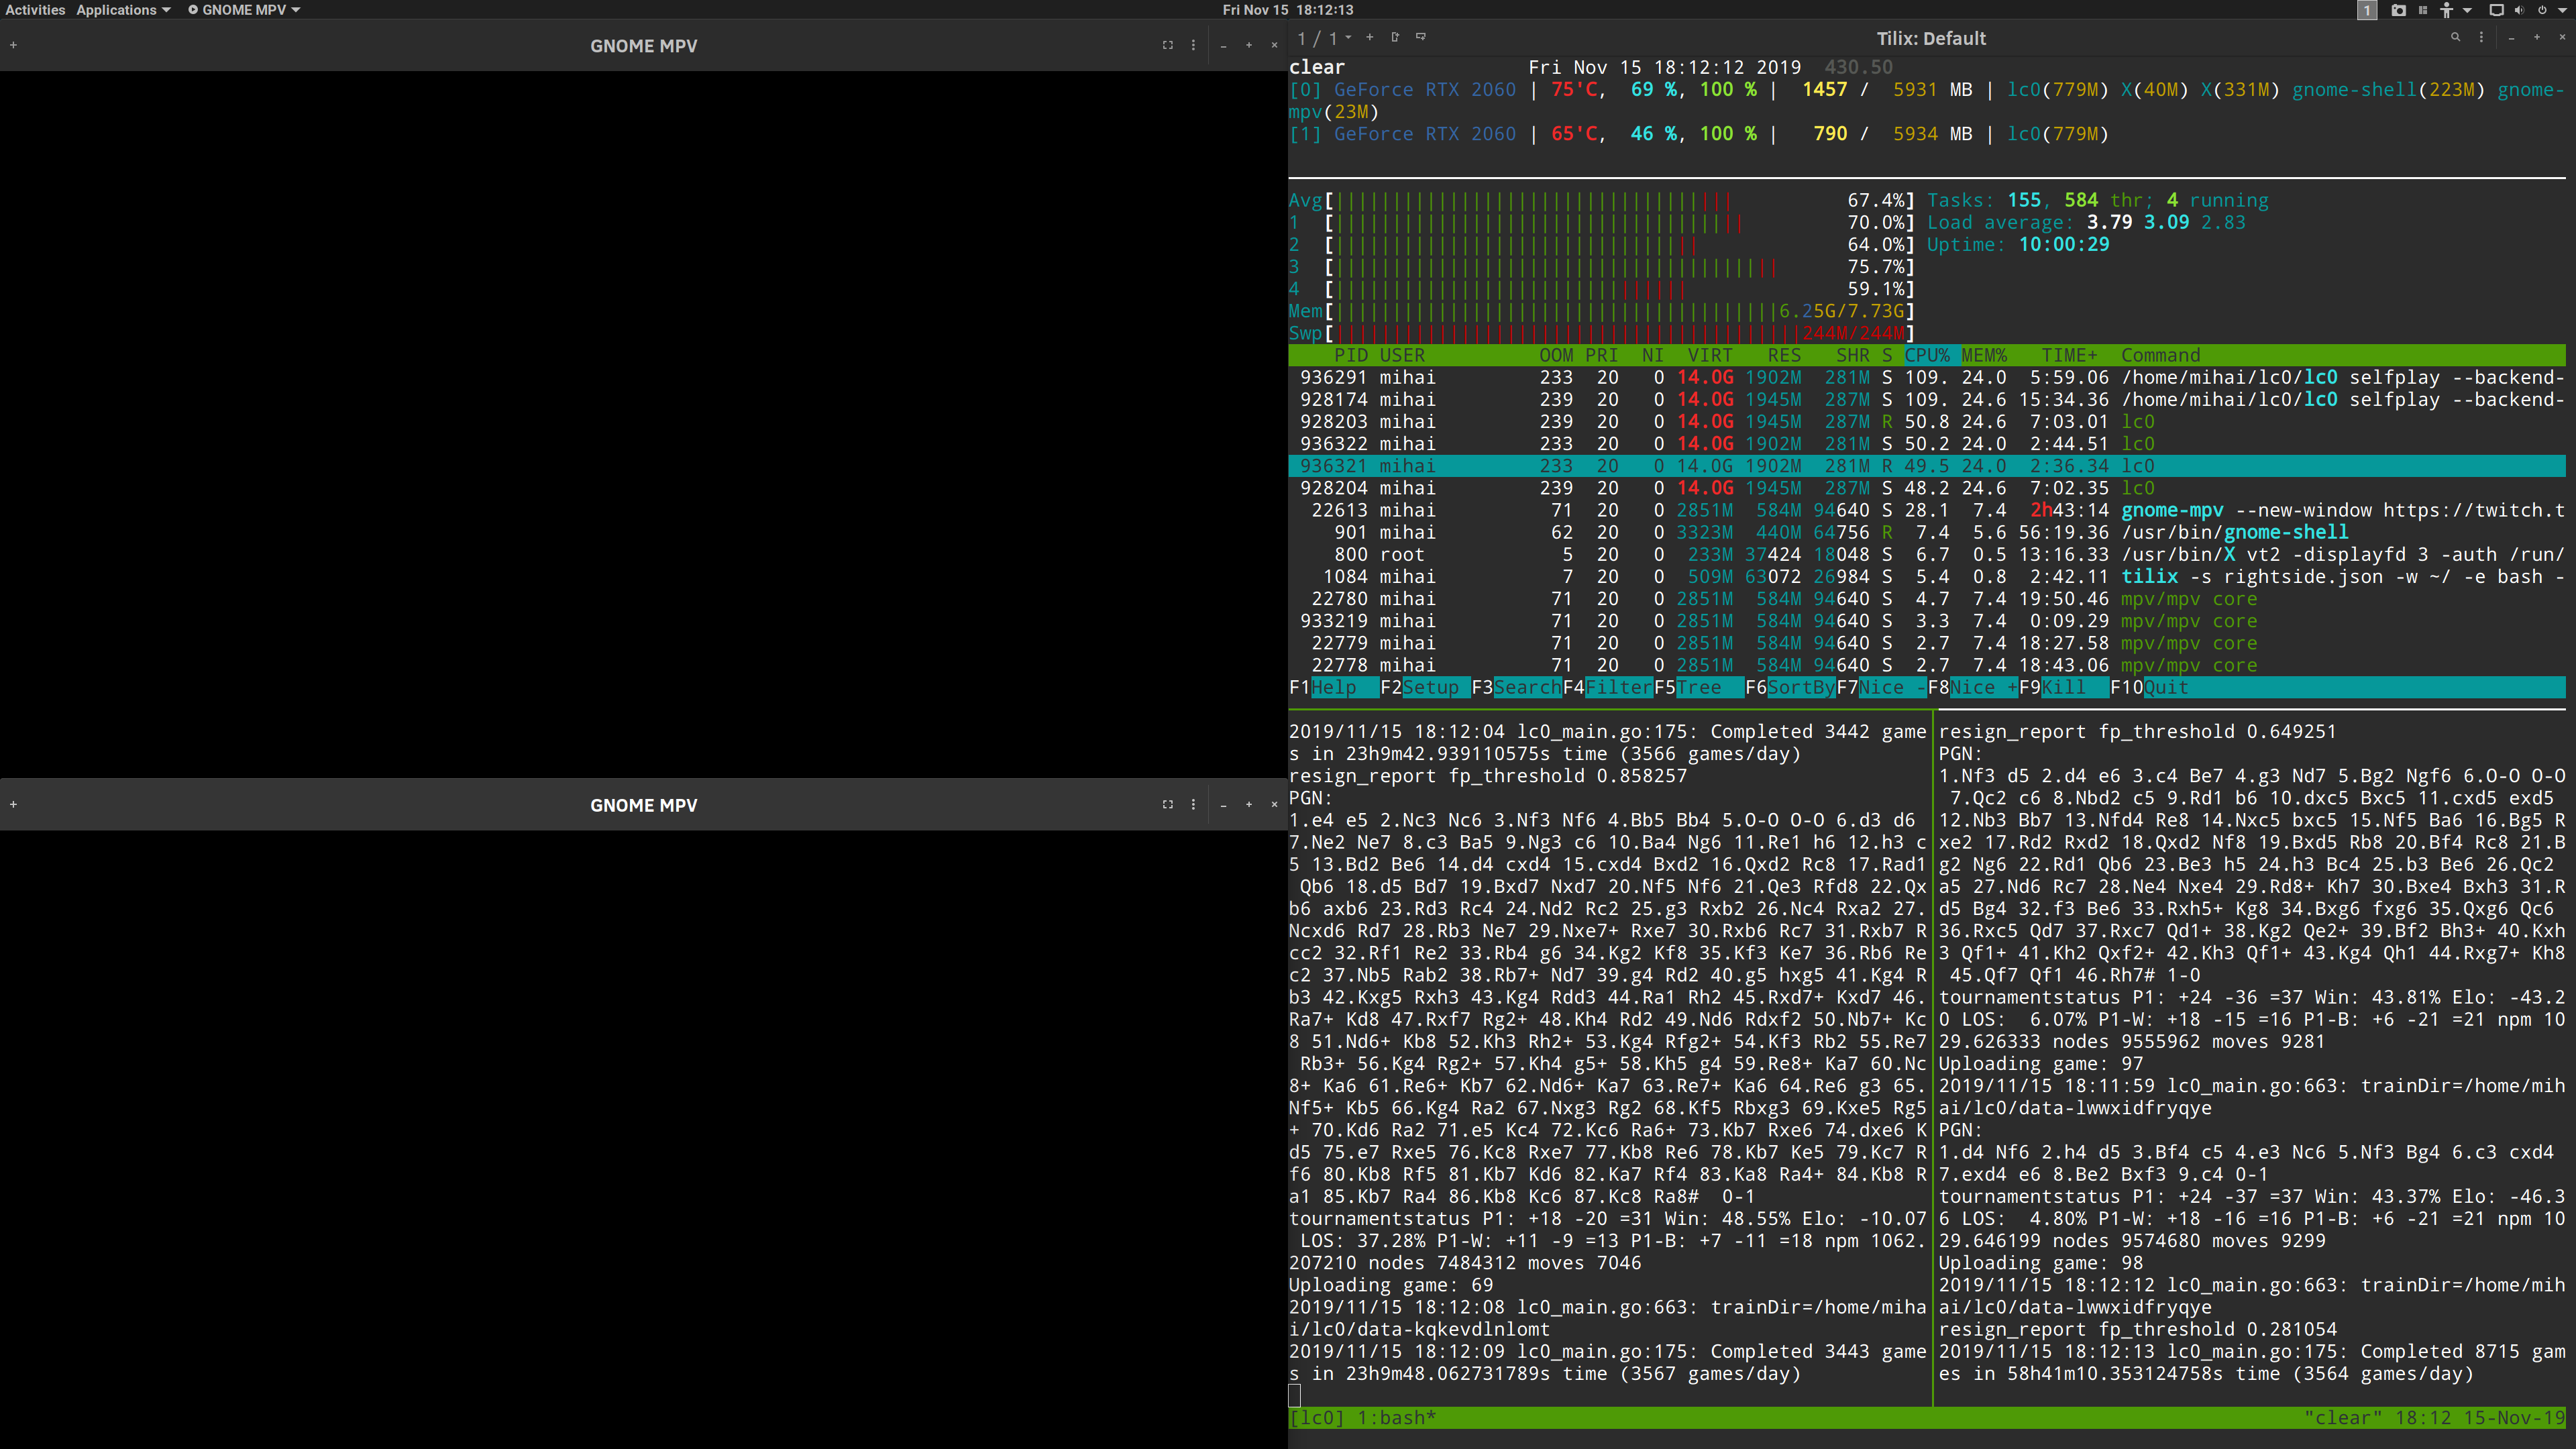 Activities Applications GNOME MPV Fri Nov 15 18:12:13 1
GNOME MPV
GNOME MPV
1 / 1 Tilix: Default
clear Fri Nov 15 18:12:12 2019 430.50
[0] GeForce RTX 2060 | 75'C, 69 %, 100 % | 1457 / 5931 MB | lc0(779M) X(40M) X(331M) gnome-shell(223M) gnome-
mpv(23M)
[1] GeForce RTX 2060 | 65'C, 46 %, 100 % | 790 / 5934 MB | lc0(779M)
Avg[ 67.4%] Tasks: 155, 584 thr; 4 running
1 [ 70.0%] Load average: 3.79 3.09 2.83
2 [ 64.0%] Uptime: 10:00:29
3 [ 75.7%]
4 [ 59.1%]
Mem[ 6.25G/7.73G]
Swp[ 244M/244M]
PID USER OOM PRI NI VIRT RES SHR S CPU% MEM% TIME+ Command
936291 mihai 233 20 0 14.0G 1902M 281M S 109. 24.0 5:59.06 /home/mihai/lc0/lc0 selfplay --backend-
928174 mihai 239 20 0 14.0G 1945M 287M S 109. 24.6 15:34.36 /home/mihai/lc0/lc0 selfplay --backend-
928203 mihai 239 20 0 14.0G 1945M 287M R 50.8 24.6 7:03.01 lc0
936322 mihai 233 20 0 14.0G 1902M 281M S 50.2 24.0 2:44.51 lc0
936321 mihai 233 20 0 14.0G 1902M 281M R 49.5 24.0 2:36.34 lc0
928204 mihai 239 20 0 14.0G 1945M 287M S 48.2 24.6 7:02.35 lc0
22613 mihai 71 20 0 2851M 584M 94640 S 28.1 7.4 2h43:14 gnome-mpv --new-window https://twitch.t
901 mihai 62 20 0 3323M 440M 64756 R 7.4 5.6 56:19.36 /usr/bin/gnome-shell
800 root 5 20 0 233M 37424 18048 S 6.7 0.5 13:16.33 /usr/bin/X vt2 -displayfd 3 -auth /run/
1084 mihai 7 20 0 509M 63072 26984 S 5.4 0.8 2:42.11 tilix -s rightside.json -w ~/ -e bash -
22780 mihai 71 20 0 2851M 584M 94640 S 4.7 7.4 19:50.46 mpv/mpv core
933219 mihai 71 20 0 2851M 584M 94640 S 3.3 7.4 0:09.29 mpv/mpv core
22779 mihai 71 20 0 2851M 584M 94640 S 2.7 7.4 18:27.58 mpv/mpv core
22778 mihai 71 20 0 2851M 584M 94640 S 2.7 7.4 18:43.06 mpv/mpv core
F1Help F2Setup F3SearchF4FilterF5Tree F6SortByF7Nice -F8Nice +F9Kill F10Quit
2019/11/15 18:12:04 lc0_main.go:175: Completed 3442 game
s in 23h9m42.939110575s time (3566 games/day)
resign_report fp_threshold 0.858257
PGN:
1.e4 e5 2.Nc3 Nc6 3.Nf3 Nf6 4.Bb5 Bb4 5.O-O O-O 6.d3 d6
7.Ne2 Ne7 8.c3 Ba5 9.Ng3 c6 10.Ba4 Ng6 11.Re1 h6 12.h3 c
5 13.Bd2 Be6 14.d4 cxd4 15.cxd4 Bxd2 16.Qxd2 Rc8 17.Rad1
Qb6 18.d5 Bd7 19.Bxd7 Nxd7 20.Nf5 Nf6 21.Qe3 Rfd8 22.Qx
b6 axb6 23.Rd3 Rc4 24.Nd2 Rc2 25.g3 Rxb2 26.Nc4 Rxa2 27.
Ncxd6 Rd7 28.Rb3 Ne7 29.Nxe7+ Rxe7 30.Rxb6 Rc7 31.Rxb7 R
cc2 32.Rf1 Re2 33.Rb4 g6 34.Kg2 Kf8 35.Kf3 Ke7 36.Rb6 Re
c2 37.Nb5 Rab2 38.Rb7+ Nd7 39.g4 Rd2 40.g5 hxg5 41.Kg4 R
b3 42.Kxg5 Rxh3 43.Kg4 Rdd3 44.Ra1 Rh2 45.Rxd7+ Kxd7 46.
Ra7+ Kd8 47.Rxf7 Rg2+ 48.Kh4 Rd2 49.Nd6 Rdxf2 50.Nb7+ Kc
8 51.Nd6+ Kb8 52.Kh3 Rh2+ 53.Kg4 Rfg2+ 54.Kf3 Rb2 55.Re7
Rb3+ 56.Kg4 Rg2+ 57.Kh4 g5+ 58.Kh5 g4 59.Re8+ Ka7 60.Nc
8+ Ka6 61.Re6+ Kb7 62.Nd6+ Ka7 63.Re7+ Ka6 64.Re6 g3 65.
Nf5+ Kb5 66.Kg4 Ra2 67.Nxg3 Rg2 68.Kf5 Rbxg3 69.Kxe5 Rg5
+ 70.Kd6 Ra2 71.e5 Kc4 72.Kc6 Ra6+ 73.Kb7 Rxe6 74.dxe6 K
d5 75.e7 Rxe5 76.Kc8 Rxe7 77.Kb8 Re6 78.Kb7 Ke5 79.Kc7 R
f6 80.Kb8 Rf5 81.Kb7 Kd6 82.Ka7 Rf4 83.Ka8 Ra4+ 84.Kb8 R
a1 85.Kb7 Ra4 86.Kb8 Kc6 87.Kc8 Ra8# 0-1
tournamentstatus P1: +18 -20 =31 Win: 48.55% Elo: -10.07
LOS: 37.28% P1-W: +11 -9 =13 P1-B: +7 -11 =18 npm 1062.
207210 nodes 7484312 moves 7046
Uploading game: 69
2019/11/15 18:12:08 lc0_main.go:663: trainDir=/home/miha
i/lc0/data-kqkevdlnlomt
2019/11/15 18:12:09 lc0_main.go:175: Completed 3443 game
s in 23h9m48.062731789s time (3567 games/day)
resign_report fp_threshold 0.649251
PGN:
1.Nf3 d5 2.d4 e6 3.c4 Be7 4.g3 Nd7 5.Bg2 Ngf6 6.O-O O-O
7.Qc2 c6 8.Nbd2 c5 9.Rd1 b6 10.dxc5 Bxc5 11.cxd5 exd5
12.Nb3 Bb7 13.Nfd4 Re8 14.Nxc5 bxc5 15.Nf5 Ba6 16.Bg5 R
xe2 17.Rd2 Rxd2 18.Qxd2 Nf8 19.Bxd5 Rb8 20.Bf4 Rc8 21.B
g2 Ng6 22.Rd1 Qb6 23.Be3 h5 24.h3 Bc4 25.b3 Be6 26.Qc2
a5 27.Nd6 Rc7 28.Ne4 Nxe4 29.Rd8+ Kh7 30.Bxe4 Bxh3 31.R
d5 Bg4 32.f3 Be6 33.Rxh5+ Kg8 34.Bxg6 fxg6 35.Qxg6 Qc6
36.Rxc5 Qd7 37.Rxc7 Qd1+ 38.Kg2 Qe2+ 39.Bf2 Bh3+ 40.Kxh
3 Qf1+ 41.Kh2 Qxf2+ 42.Kh3 Qf1+ 43.Kg4 Qh1 44.Rxg7+ Kh8
45.Qf7 Qf1 46.Rh7# 1-0
tournamentstatus P1: +24 -36 =37 Win: 43.81% Elo: -43.2
0 LOS: 6.07% P1-W: +18 -15 =16 P1-B: +6 -21 =21 npm 10
29.626333 nodes 9555962 moves 9281
Uploading game: 97
2019/11/15 18:11:59 lc0_main.go:663: trainDir=/home/mih
ai/lc0/data-lwwxidfryqye
PGN:
1.d4 Nf6 2.h4 d5 3.Bf4 c5 4.e3 Nc6 5.Nf3 Bg4 6.c3 cxd4
7.exd4 e6 8.Be2 Bxf3 9.c4 0-1
tournamentstatus P1: +24 -37 =37 Win: 43.37% Elo: -46.3
6 LOS: 4.80% P1-W: +18 -16 =16 P1-B: +6 -21 =21 npm 10
29.646199 nodes 9574680 moves 9299
Uploading game: 98
2019/11/15 18:12:12 lc0_main.go:663: trainDir=/home/mih
ai/lc0/data-lwwxidfryqye
resign_report fp_threshold 0.281054
2019/11/15 18:12:13 lc0_main.go:175: Completed 8715 gam
es in 58h41m10.353124758s time (3564 games/day)
[lc0] 1:bash* "clear" 18:12 15-Nov-19